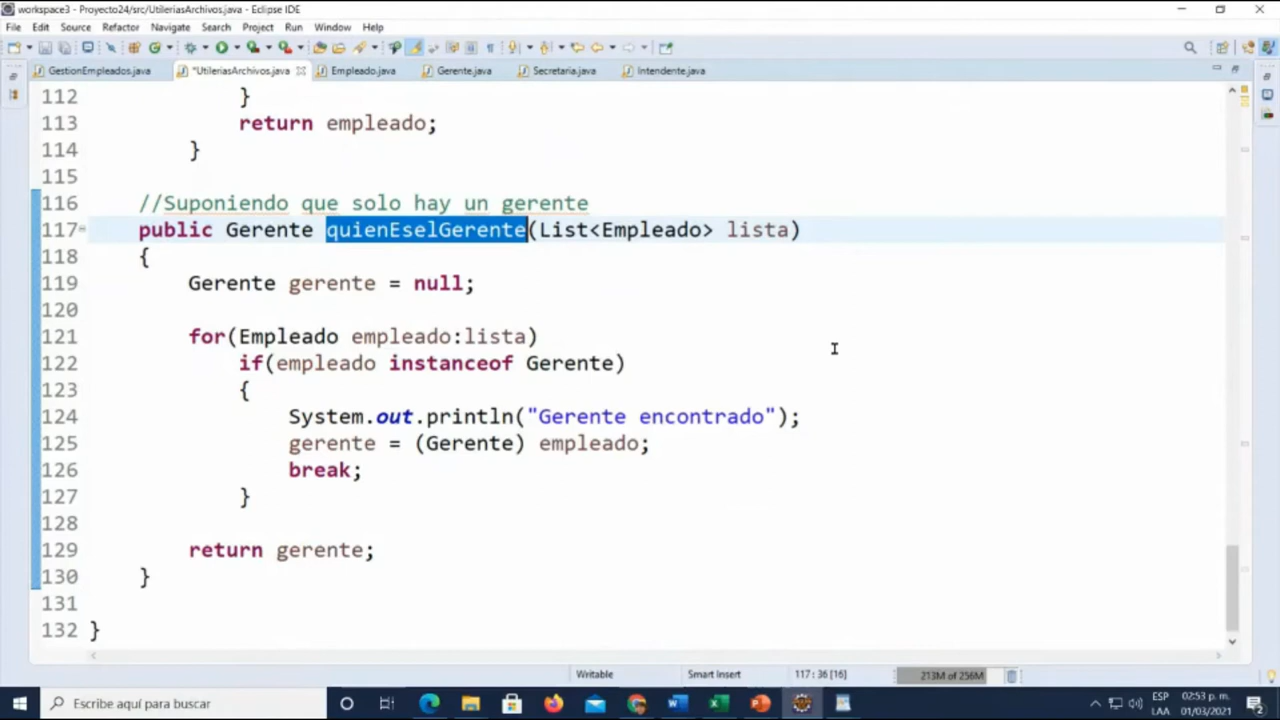 workspace3 - Proyecto24/src/UtileriasArchivos.java - Eclipse IDE
File Edit Source Refactor Navigate Search Project Run Window Help
GestionEmpleados.java *UtileriasArchivos.java Empleado.java Gerente.java Secretaria.java Intendente.java
112 }
113 return empleado;
114 }
115
116 //Suponiendo que solo hay un gerente
117 public Gerente quienEselGerente(List<Empleado> lista)
118 {
119 Gerente gerente = null;
120
121 for(Empleado empleado:lista)
122 if(empleado instanceof Gerente)
123 {
124 System.out.println("Gerente encontrado");
125 gerente = (Gerente) empleado;
126 break;
127 }
128
129 return gerente;
130 }
131
132 }
Writable Smart Insert 117 : 36 [16] 213M of 256M
Escribe aquí para buscar
ESP 02:53 p. m.
LAA 01/03/2021
2